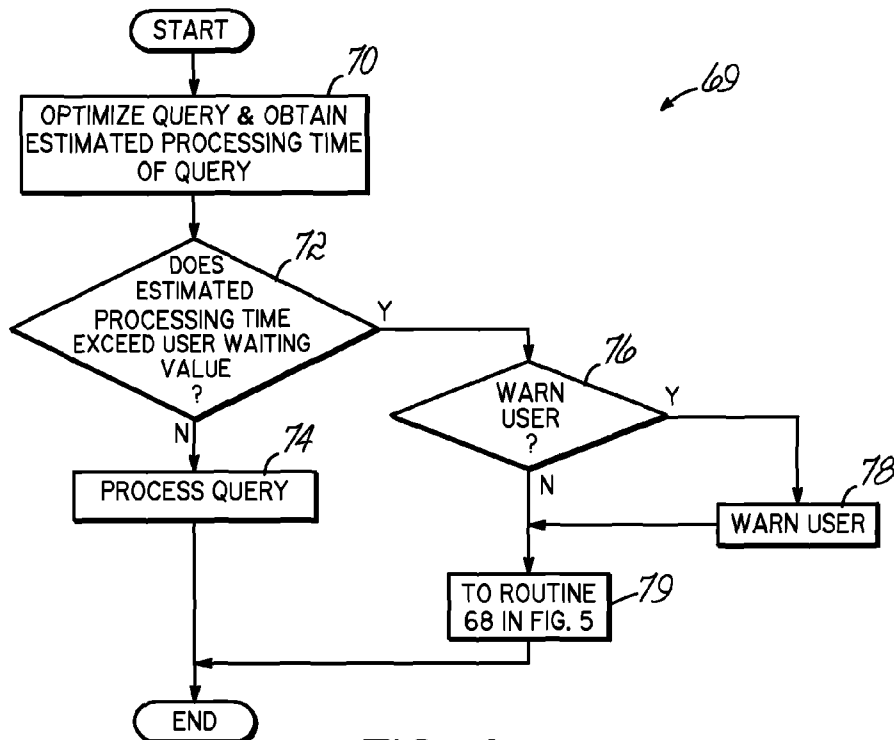 START
70
69
OPTIMIZE QUERY & OBTAIN
ESTIMATED PROCESSING TIME
OF QUERY
72
DOES
ESTIMATED
PROCESSING TIME
EXCEED USER WAITING
VALUE
?
Y
N
76
WARN
USER
?
Y
N
74
PROCESS QUERY
78
WARN USER
79
TO ROUTINE
68 IN FIG. 5
END